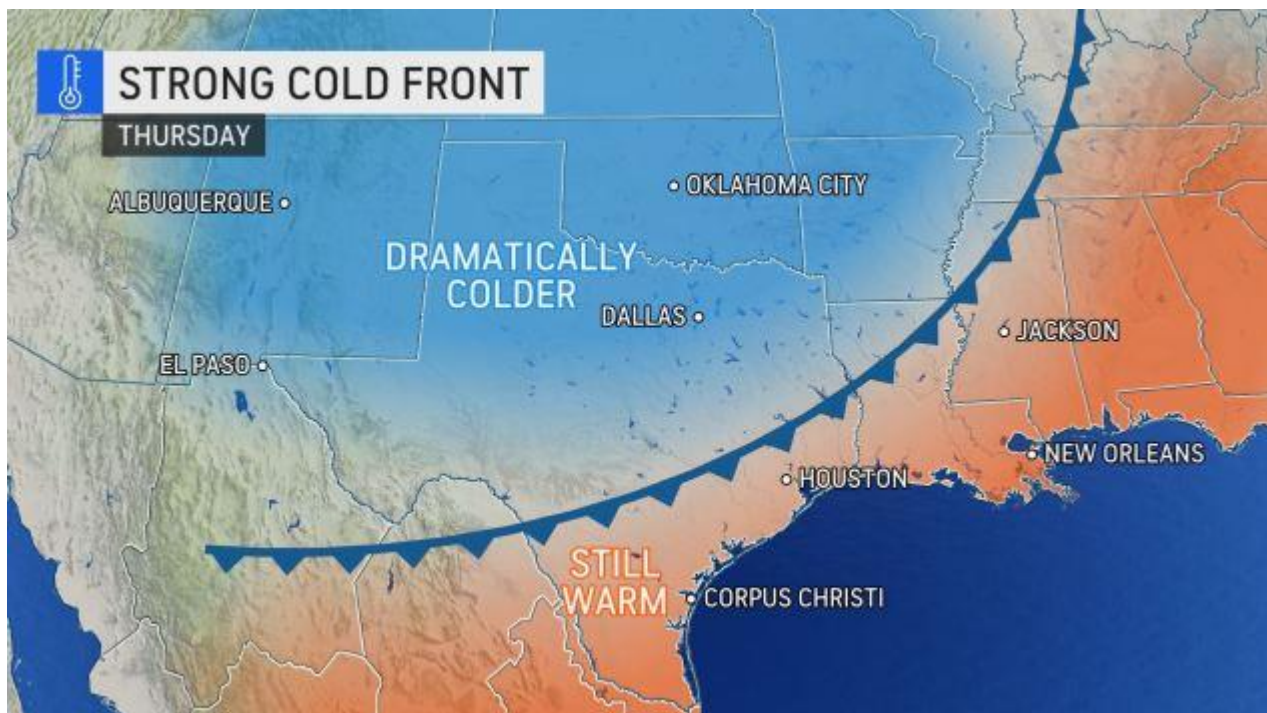 STRONG COLD FRONT
THURSDAY
ALBUQUERQUE
OKLAHOMA CITY
DRAMATICALLY
COLDER
DALLAS
JACKSON
EL PASO
NEW ORLEANS
HOUSTON
STILL
WARM
CORPUS CHRISTI